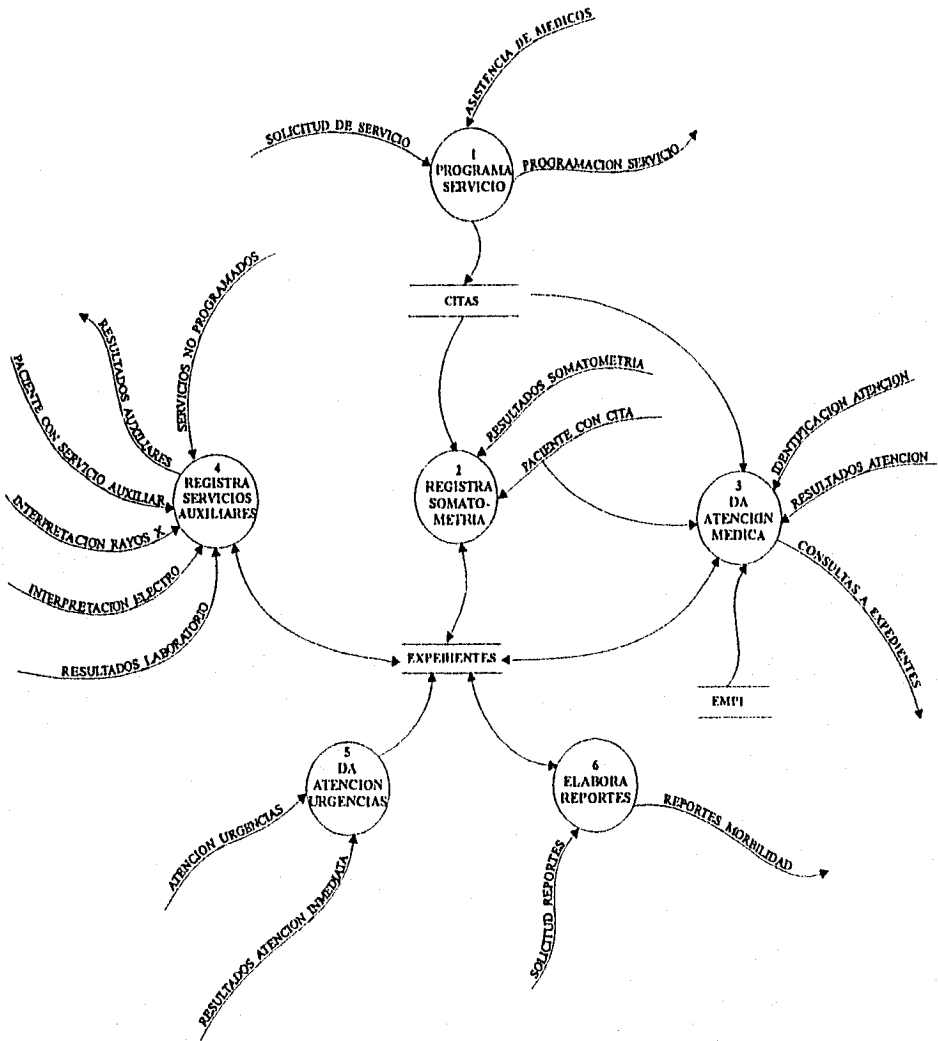 ASISTENCIA DE MEDICOS
SOLICITUD DE SERVICIO
1
PROGRAMA
SERVICIO
PROGRAMACION SERVICIO
CITAS
SERVICIOS NO PROGRAMADOS
RESULTADOS AUXILIARES
PACIENTE CON SERVICIO AUXILIAR
INTERPRETACION RAYOS X
INTERPRETACION ELECTRO
RESULTADOS LABORATORIO
4
REGISTRA
SERVICIOS
AUXILIARES
RESULTADOS SOMATOMETRIA
PACIENTE CON CITA
2
REGISTRA
SOMATO-
METRIA
IDENTIFICACION ATENCION
RESULTADOS ATENCION
3
DA
ATENCION
MEDICA
CONSULTAS A EXPEDIENTES
EXPEDIENTES
EMPI
5
DA
ATENCION
URGENCIAS
ATENCION URGENCIAS
RESULTADOS ATENCION INMEDIATA
6
ELABORA
REPORTES
REPORTES MORBILIDAD
SOLICITUD REPORTES